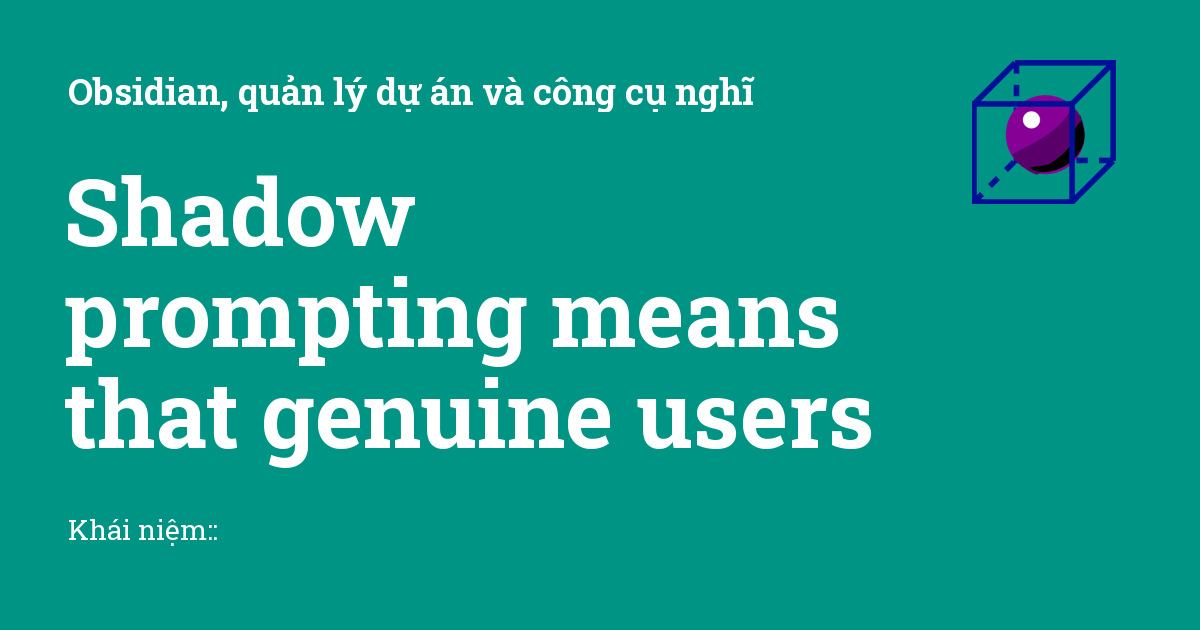 Obsidian, quản lý dự án và công cụ nghĩ
Shadow
prompting means
that genuine users
Khái niệm::